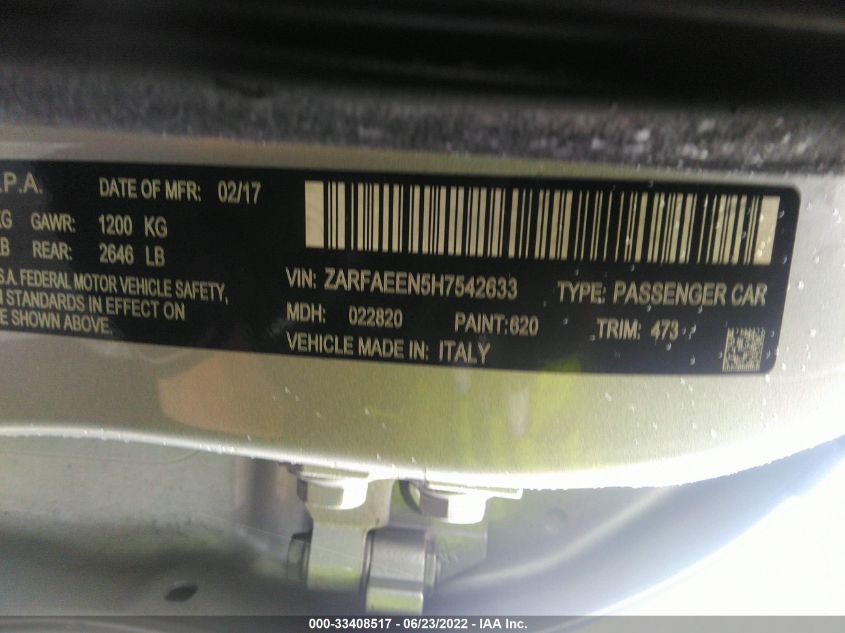 .P.A. DATE OF MFR: 02/17
KG GAWR: 1200 KG
LB REAR: 2646 LB
S.A. FEDERAL MOTOR VEHICLE SAFETY,
N STANDARDS IN EFFECT ON
E SHOWN ABOVE.
VIN: ZARFAEEN5H7542633 TYPE: PASSENGER CAR
MDH: 022820 PAINT:620 TRIM: 473
VEHICLE MADE IN: ITALY
000-33408517 - 06/23/2022 - IAA Inc.